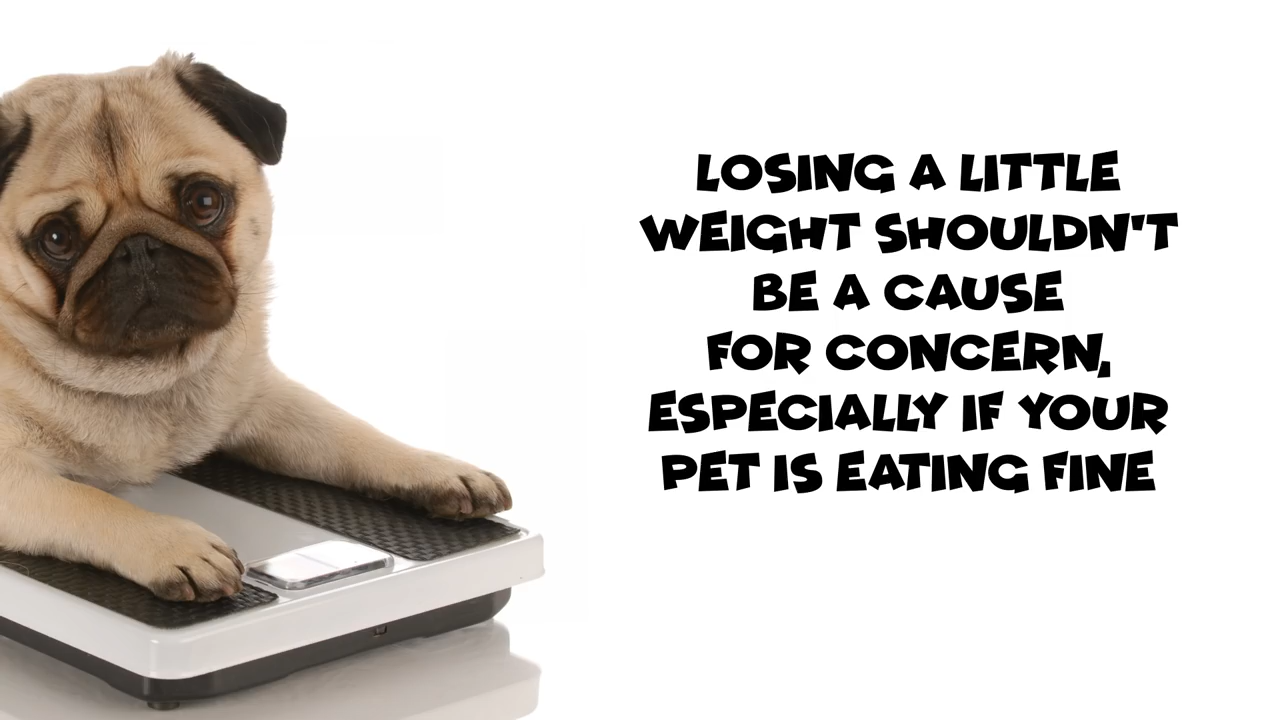 LOSING A LITTLE
WEIGHT SHOULDN'T
BE A CAUSE
FOR CONCERN,
ESPECIALLY IF YOUR
PET IS EATING FINE